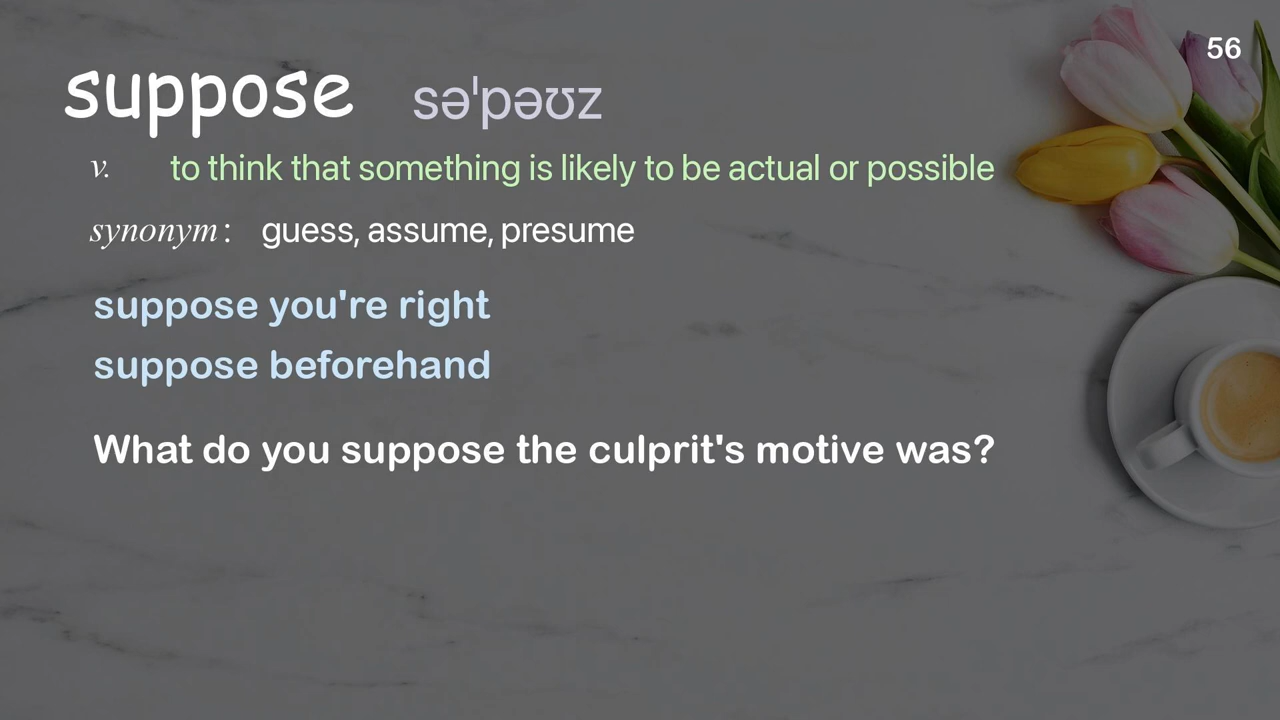 56
suppose səˈpəʊz
v. to think that something is likely to be actual or possible
synonym: guess, assume, presume
suppose you're right
suppose beforehand
What do you suppose the culprit's motive was?